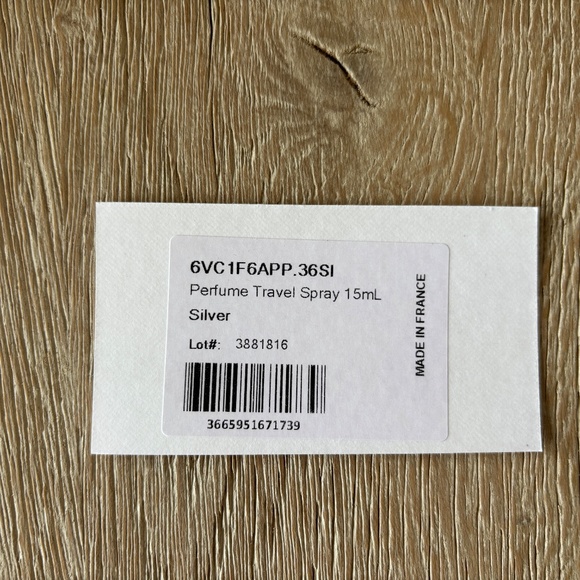 6VC1F6APP.36SI
Perfume Travel Spray 15mL
Silver
Lot#: 3881816
3665951671739
MADE IN FRANCE